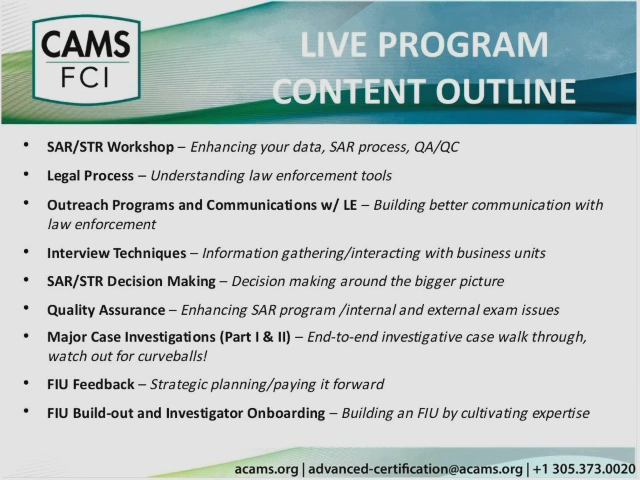 CAMS
FCI
LIVE PROGRAM
CONTENT OUTLINE
• SAR/STR Workshop – Enhancing your data, SAR process, QA/QC
• Legal Process – Understanding law enforcement tools
• Outreach Programs and Communications w/ LE – Building better communication with
law enforcement
• Interview Techniques – Information gathering/interacting with business units
• SAR/STR Decision Making – Decision making around the bigger picture
• Quality Assurance – Enhancing SAR program /internal and external exam issues
• Major Case Investigations (Part I & II) – End-to-end investigative case walk through,
watch out for curveballs!
• FIU Feedback – Strategic planning/paying it forward
• FIU Build-out and Investigator Onboarding – Building an FIU by cultivating expertise
acams.org | advanced-certification@acams.org | +1 305.373.0020